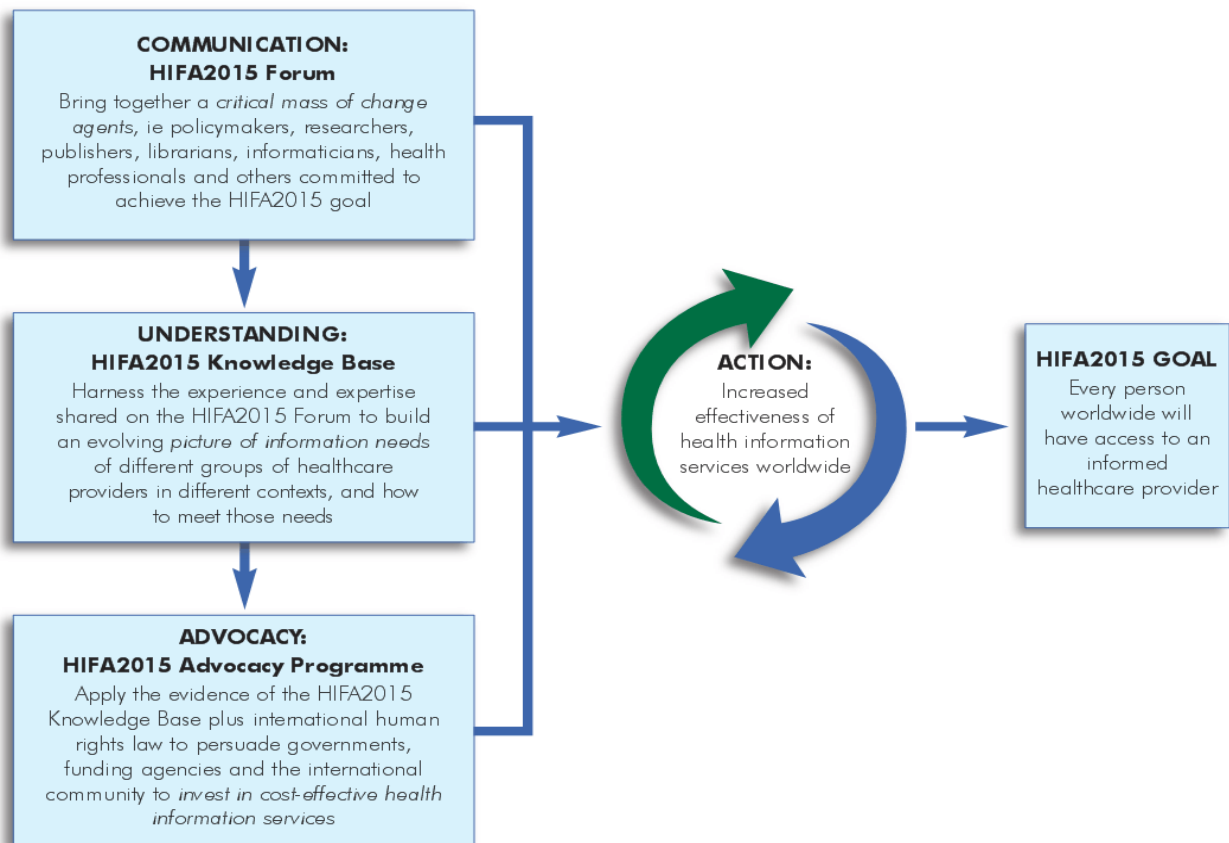 COMMUNICATION:
HIFA2015 Forum
Bring together a critical mass of change
agents, ie policymakers, researchers,
publishers, librarians, informaticians, health
professionals and others committed to
achieve the HIFA2015 goal
UNDERSTANDING:
HIFA2015 Knowledge Base
Harness the experience and expertise
shared on the HIFA2015 Forum to build
an evolving picture of information needs
of different groups of healthcare
providers in different contexts, and how
to meet those needs
ADVOCACY:
HIFA2015 Advocacy Programme
Apply the evidence of the HIFA2015
Knowledge Base plus international human
rights law to persuade governments,
funding agencies and the international
community to invest in cost-effective health
information services
ACTION:
Increased
effectiveness of
health information
services worldwide
HIFA2015 GOAL
Every person
worldwide will
have access to an
informed
healthcare provider